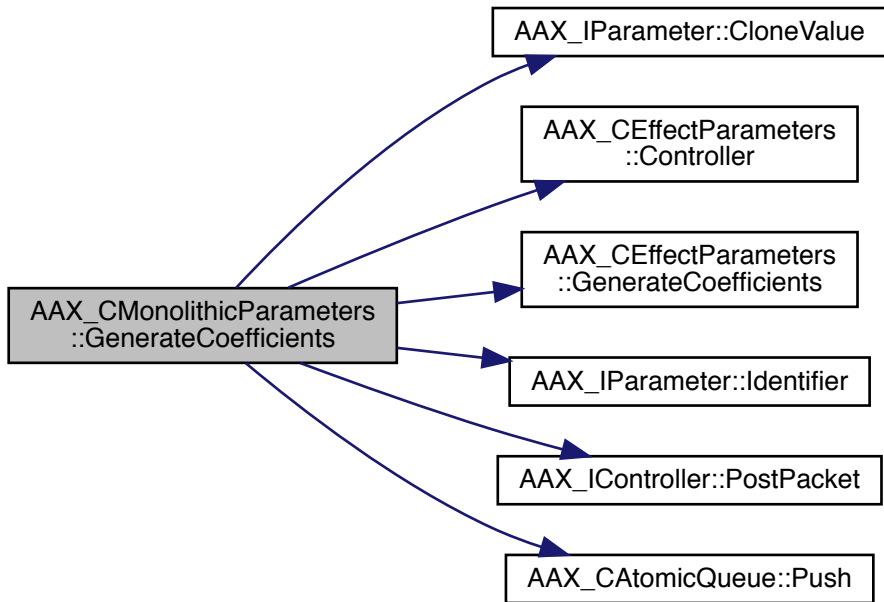 AAX_IParameter::CloneValue
AAX_CEffectParameters
::Controller
AAX_CEffectParameters
::GenerateCoefficients
AAX_CMonolithicParameters
::GenerateCoefficients
AAX_IParameter::Identifier
AAX_IController::PostPacket
AAX_CAtomicQueue::Push